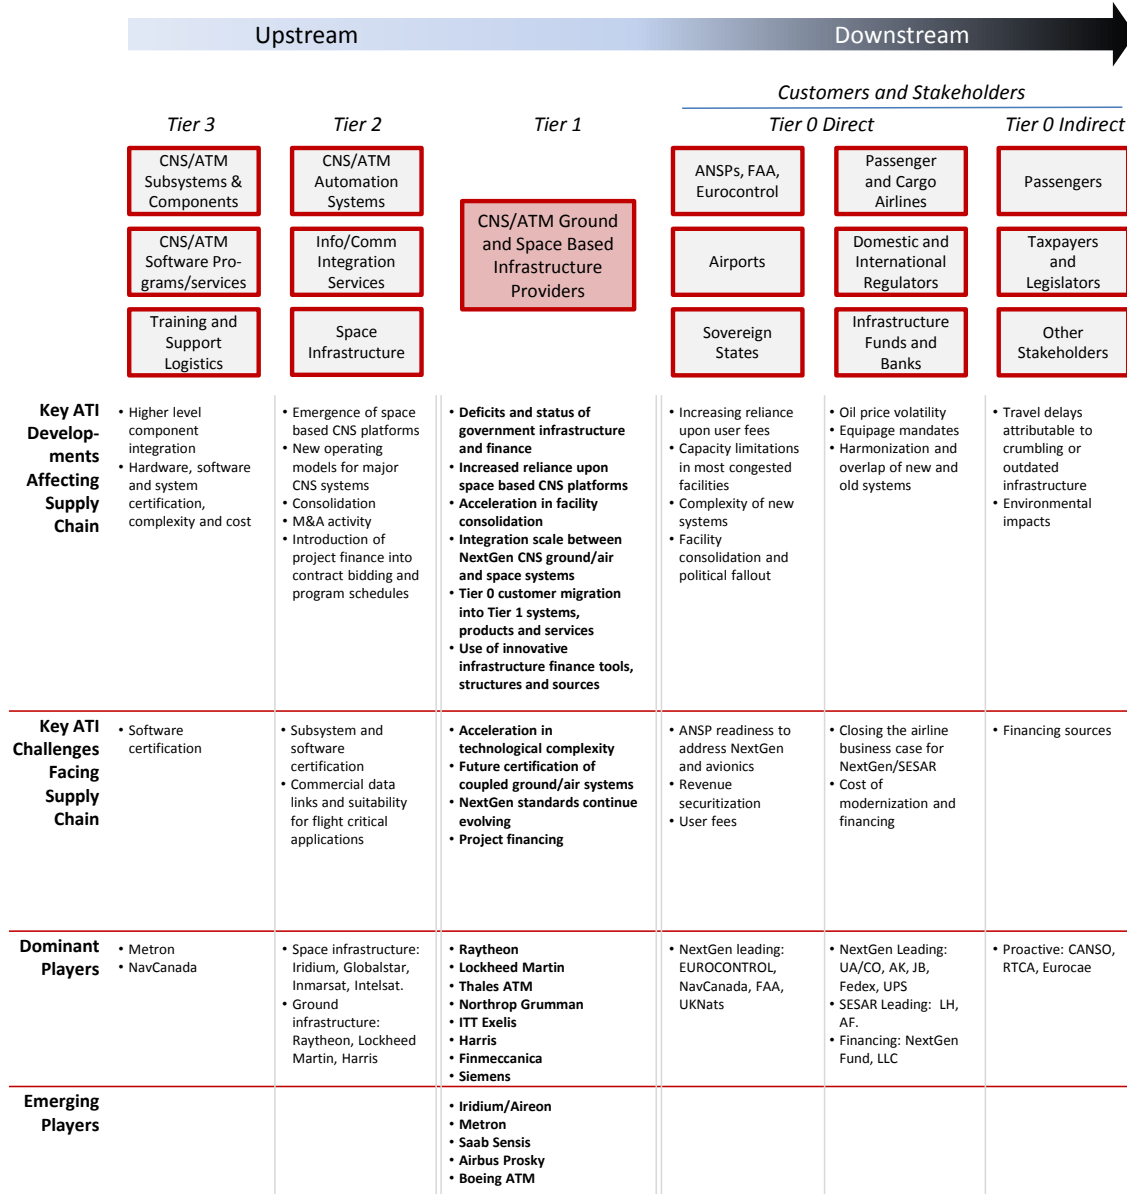 Upstream
Downstream
Customers and Stakeholders
Tier 3
Tier 2
Tier 1
Tier 0 Direct
Tier 0 Indirect
CNS/ATM
Subsystems &
Components
CNS/ATM
Software Pro-
grams/services
Training and
Support
Logistics
CNS/ATM
Automation
Systems
Info/Comm
Integration
Services
Space
Infrastructure
CNS/ATM Ground
and Space Based
Infrastructure
Providers
ANSPs, FAA,
Eurocontrol
Airports
Sovereign
States
Passenger
and Cargo
Airlines
Domestic and
International
Regulators
Infrastructure
Funds and
Banks
Passengers
Taxpayers
and
Legislators
Other
Stakeholders
Key ATI
Develop-
ments
Affecting
Supply
Chain
• Higher level
component
integration
• Hardware, software
and system
certification,
complexity and cost
• Emergence of space
based CNS platforms
• New operating
models for major
CNS systems
• Consolidation
• M&A activity
• Introduction of
project finance into
contract bidding and
program schedules
• Deficits and status of
government infrastructure
and finance
• Increased reliance upon
space based CNS platforms
• Acceleration in facility
consolidation
• Integration scale between
NextGen CNS ground/air
and space systems
• Tier 0 customer migration
into Tier 1 systems,
products and services
• Use of innovative
infrastructure finance tools,
structures and sources
• Increasing reliance
upon user fees
• Capacity limitations
in most congested
facilities
• Complexity of new
systems
• Facility
consolidation and
political fallout
• Oil price volatility
• Equipage mandates
• Harmonization and
overlap of new and
old systems
• Travel delays
attributable to
crumbling or
outdated
infrastructure
• Environmental
impacts
Key ATI
Challenges
Facing
Supply
Chain
• Software
certification
• Subsystem and
software
certification
• Commercial data
links and suitability
for flight critical
applications
• Acceleration in
technological complexity
• Future certification of
coupled ground/air systems
• NextGen standards continue
evolving
• Project financing
• ANSP readiness to
address NextGen
and avionics
• Revenue
securitization
• User fees
• Closing the airline
business case for
NextGen/SESAR
• Cost of
modernization and
financing
• Financing sources
Dominant
Players
• Metron
• NavCanada
• Space infrastructure:
Iridium, Globalstar,
Inmarsat, Intelsat.
• Ground
infrastructure:
Raytheon, Lockheed
Martin, Harris
• Raytheon
• Lockheed Martin
• Thales ATM
• Northrop Grumman
• ITT Exelis
• Harris
• Finmeccanica
• Siemens
• NextGen leading:
EUROCONTROL,
NavCanada, FAA,
UKNats
• NextGen Leading:
UA/CO, AK, JB,
Fedex, UPS
• SESAR Leading: LH,
AF.
• Financing: NextGen
Fund, LLC
• Proactive: CANSO,
RTCA, Eurocae
Emerging
Players
• Iridium/Aireon
• Metron
• Saab Sensis
• Airbus Prosky
• Boeing ATM